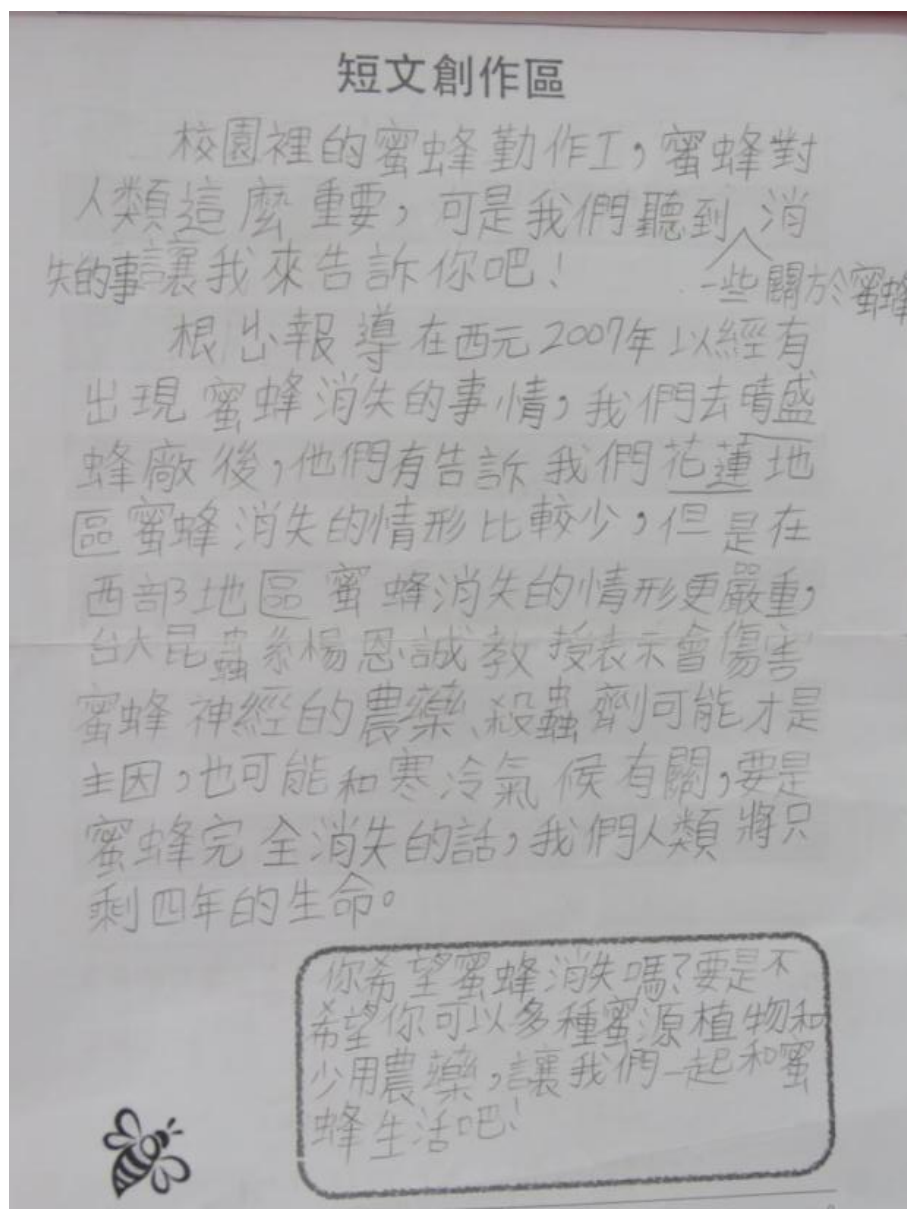 短文創作區
校園裡的蜜蜂勤作工,蜜蜂對
人類這麼重要,可是我們聽到消
一些關於蜜蜂
失的事讓我來告訴你吧!
根出報導在西元2007年以經有
出現蜜蜂消失的事情,我們去晴盛
蜂廠後,他們有告訴我們花蓮地
區蜜蜂消失的情形比較少,但是在
西部地區蜜蜂消失的情形更嚴重,
台大昆蟲系楊恩誠教授表示會傷害
蜜蜂神經的農藥、殺蟲劑可能才是
主因,也可能和寒冷氣候有關,要是
蜜蜂完全消失的話,我們人類將只
剩四年的生命。
你希望蜜蜂消失嗎?要是不
希望你可以多種蜜源植物和
少用農藥,讓我們一起和蜜
蜂生活吧!